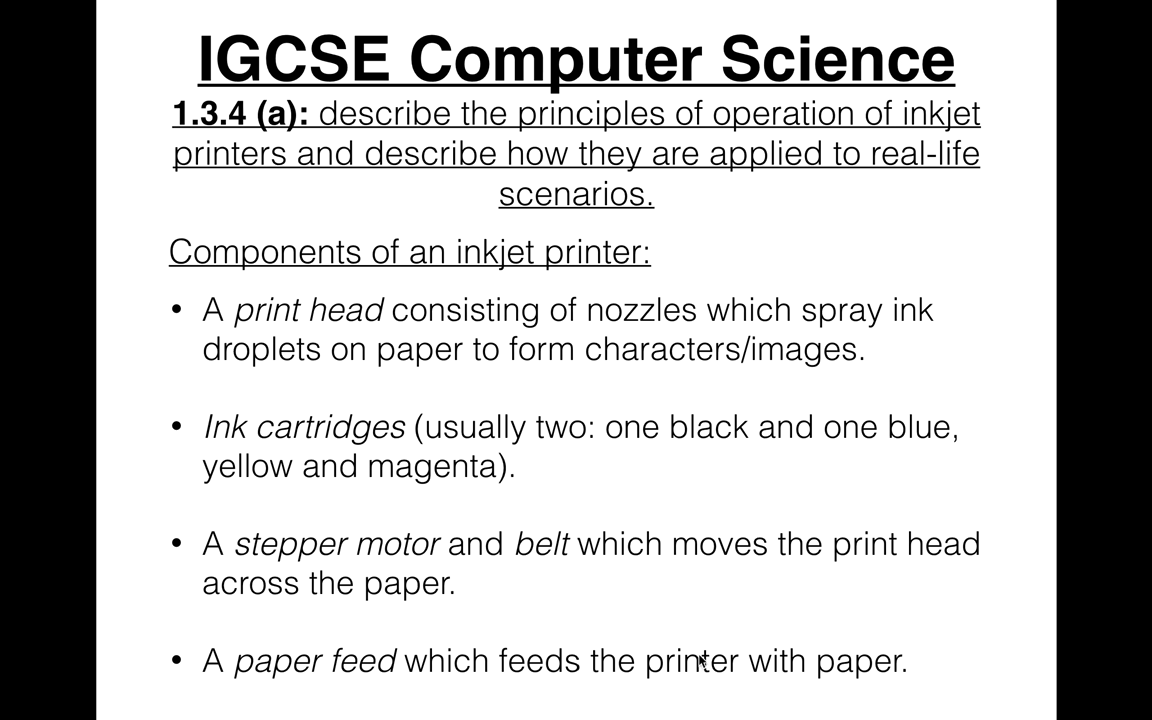 IGCSE Computer Science
1.3.4 (a): describe the principles of operation of inkjet
printers and describe how they are applied to real-life
scenarios.
Components of an inkjet printer:
• A print head consisting of nozzles which spray ink
droplets on paper to form characters/images.
• Ink cartridges (usually two: one black and one blue,
yellow and magenta).
• A stepper motor and belt which moves the print head
across the paper.
• A paper feed which feeds the printer with paper.